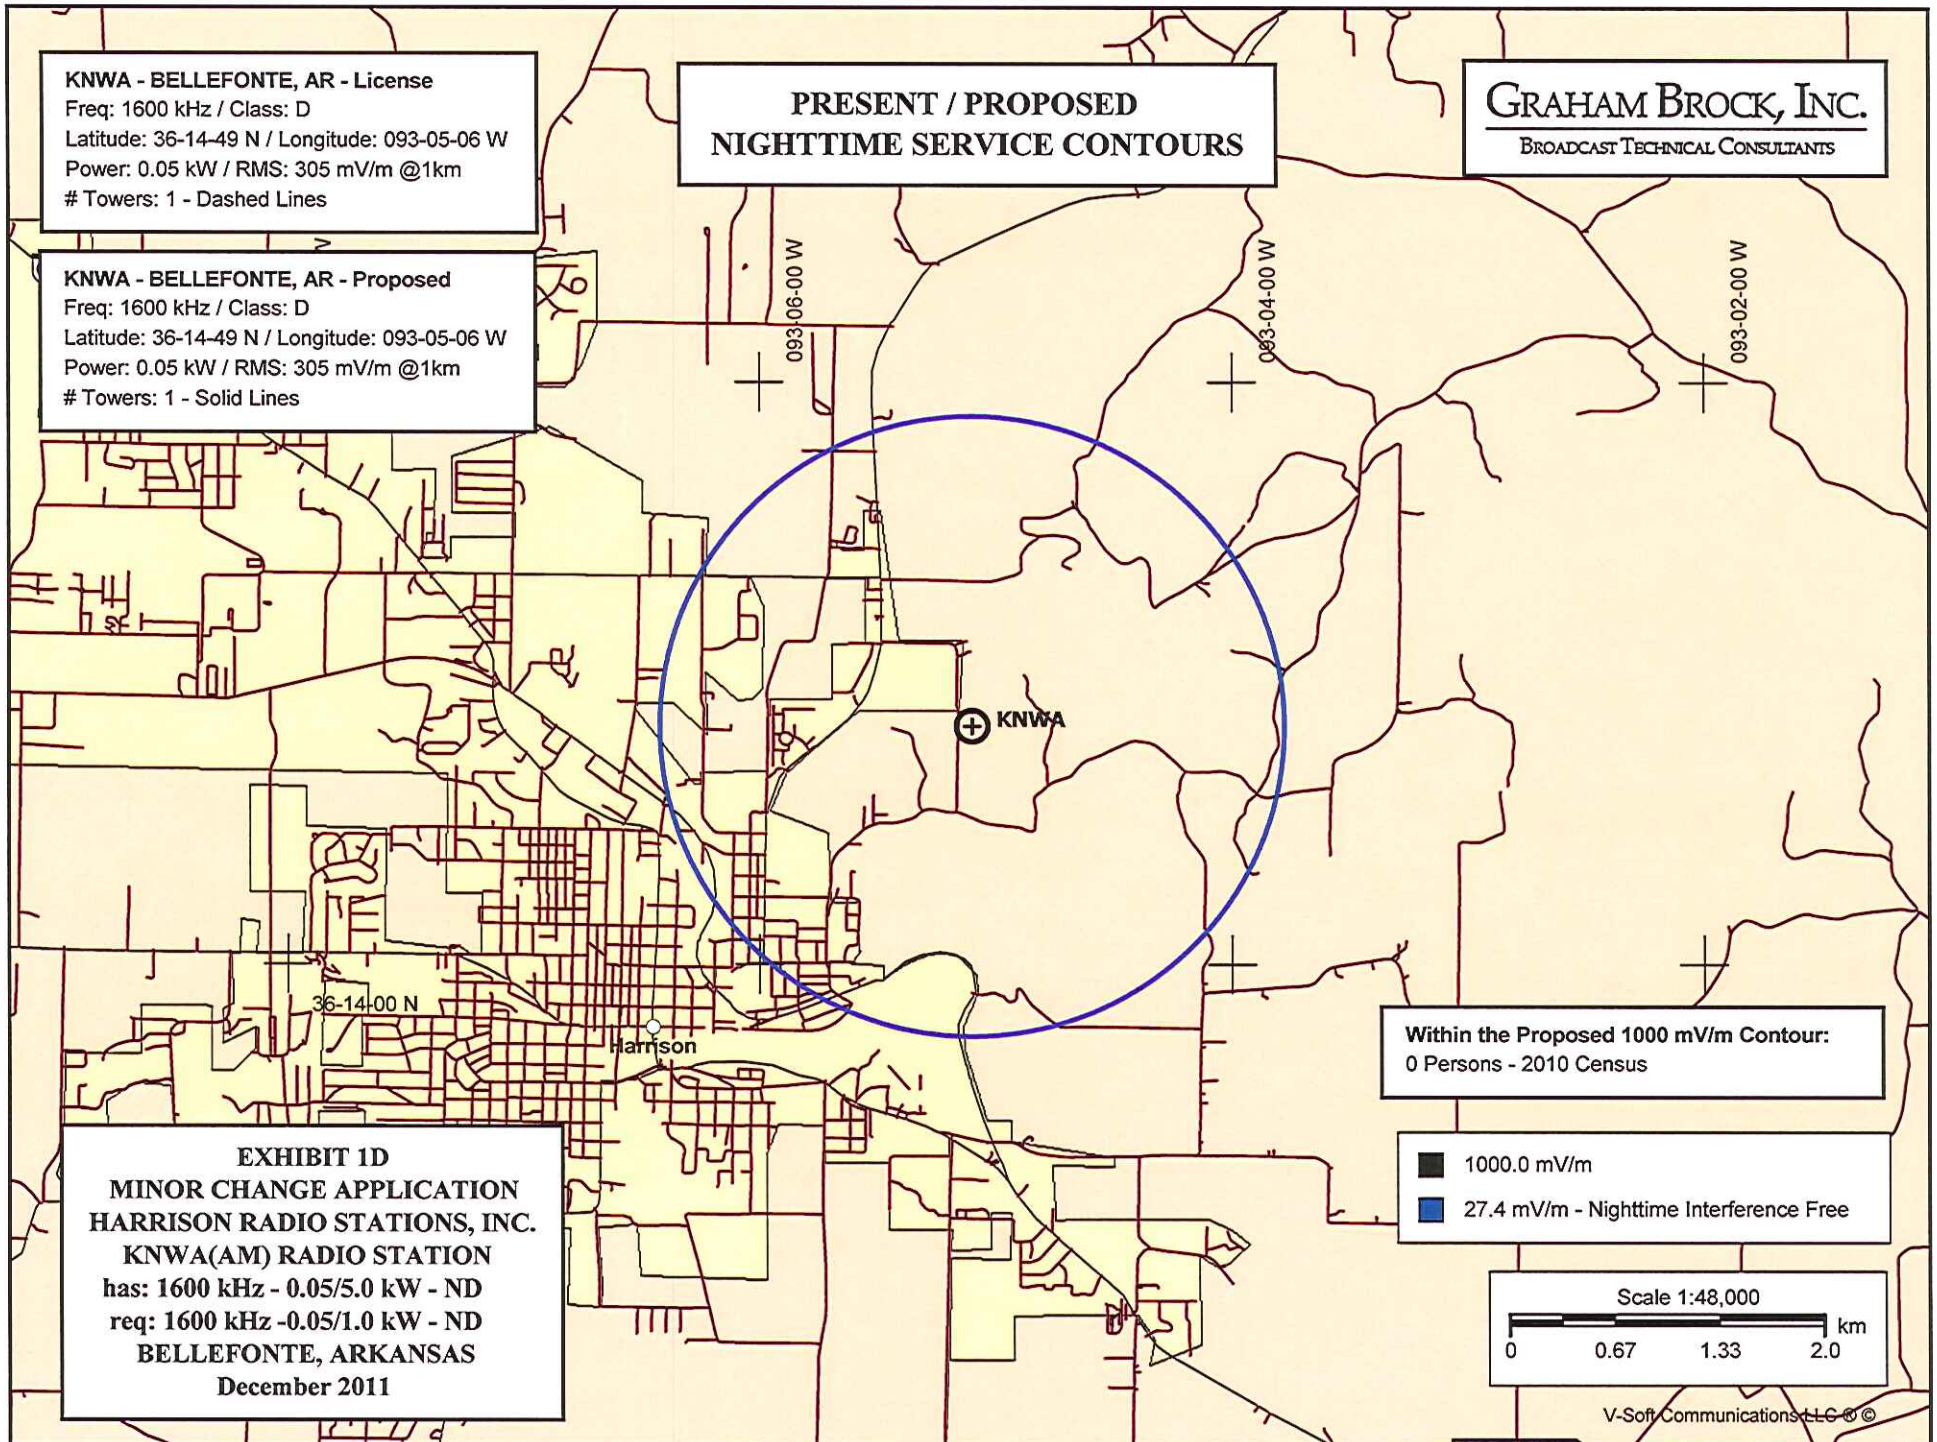 KNWA - BELLEFONTE, AR - License
Freq: 1600 kHz / Class: D
Latitude: 36-14-49 N / Longitude: 093-05-06 W
Power: 0.05 kW / RMS: 305 mV/m @1km
# Towers: 1 - Dashed Lines
KNWA - BELLEFONTE, AR - Proposed
Freq: 1600 kHz / Class: D
Latitude: 36-14-49 N / Longitude: 093-05-06 W
Power: 0.05 kW / RMS: 305 mV/m @1km
# Towers: 1 - Solid Lines
PRESENT / PROPOSED
NIGHTTIME SERVICE CONTOURS
GRAHAM BROCK, INC.
BROADCAST TECHNICAL CONSULTANTS
093-06-00 W
093-04-00 W
093-02-00 W
KNWA
36-14-00 N
Harrison
Within the Proposed 1000 mV/m Contour:
0 Persons - 2010 Census
1000.0 mV/m
27.4 mV/m - Nighttime Interference Free
EXHIBIT 1D
MINOR CHANGE APPLICATION
HARRISON RADIO STATIONS, INC.
KNWA(AM) RADIO STATION
has: 1600 kHz - 0.05/5.0 kW - ND
req: 1600 kHz -0.05/1.0 kW - ND
BELLEFONTE, ARKANSAS
December 2011
Scale 1:48,000
km
0 0.67 1.33 2.0
V-Soft Communications LLC ® ©